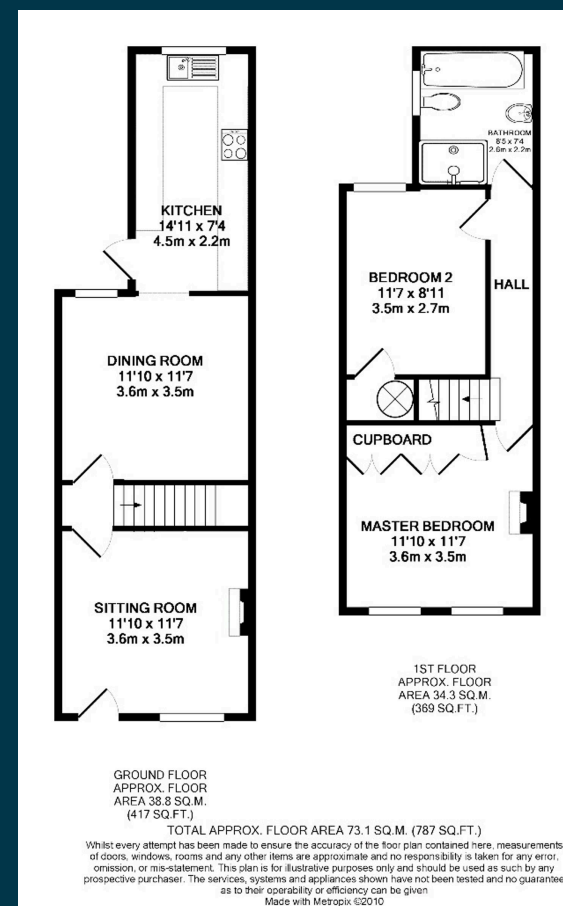 KITCHEN
14'11 x 7'4
4.5m x 2.2m
DINING ROOM
11'10 x 11'7
3.6m x 3.5m
SITTING ROOM
11'10 x 11'7
3.6m x 3.5m
GROUND FLOOR
APPROX. FLOOR
AREA 38.8 SQ.M.
(417 SQ.FT.)
BATHROOM
8'5 x 7'4
2.6m x 2.2m
BEDROOM 2
11'7 x 8'11
3.5m x 2.7m
HALL
CUPBOARD
MASTER BEDROOM
11'10 x 11'7
3.6m x 3.5m
1ST FLOOR
APPROX. FLOOR
AREA 34.3 SQ.M.
(369 SQ.FT.)
TOTAL APPROX. FLOOR AREA 73.1 SQ.M. (787 SQ.FT.)
Whilst every attempt has been made to ensure the accuracy of the floor plan contained here, measurements
of doors, windows, rooms and any other items are approximate and no responsibility is taken for any error,
omission, or mis-statement. This plan is for illustrative purposes only and should be used as such by any
prospective purchaser. The services, systems and appliances shown have not been tested and no guarantee
as to their operability or efficiency can be given
Made with Metropix ©2010